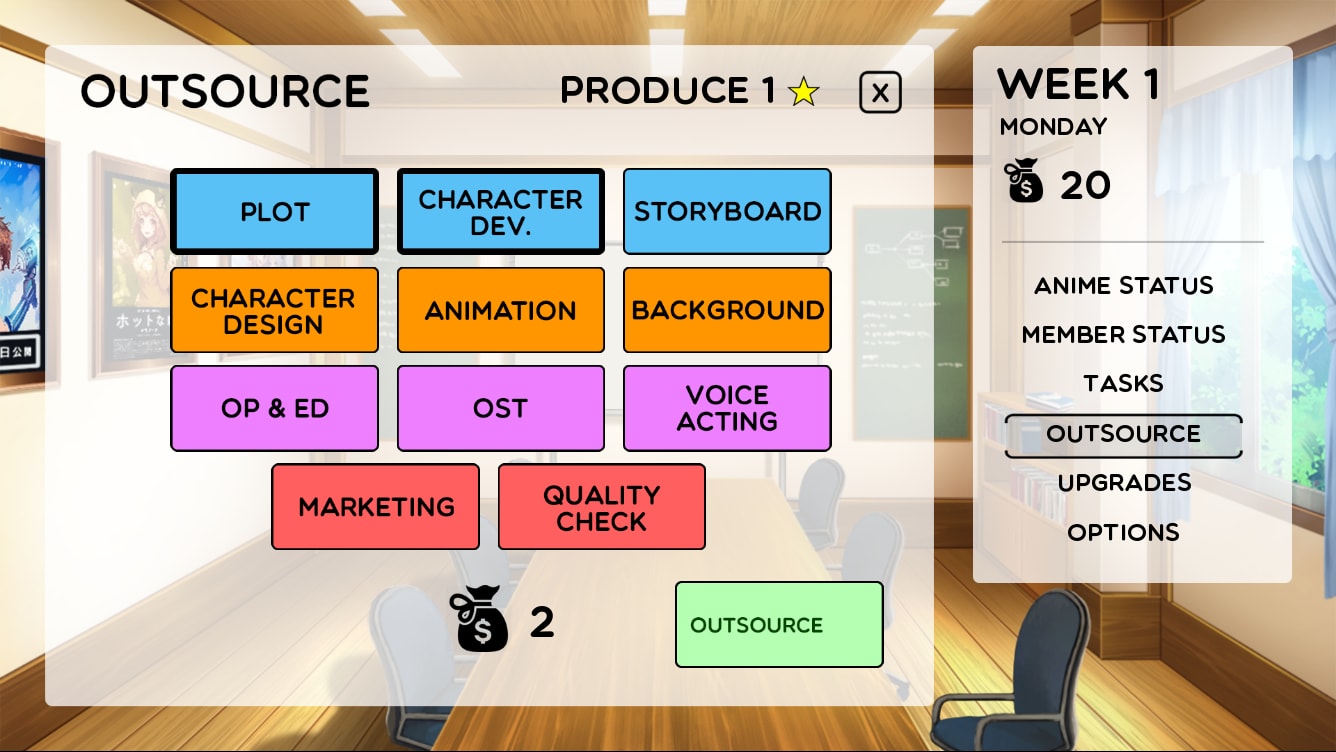 OUTSOURCE
PRODUCE 1
X
PLOT
CHARACTER
DEV.
STORYBOARD
CHARACTER
DESIGN
ANIMATION
BACKGROUND
OP & ED
OST
VOICE
ACTING
MARKETING
QUALITY
CHECK
$ 2
OUTSOURCE
WEEK 1
MONDAY
$ 20
ANIME STATUS
MEMBER STATUS
TASKS
OUTSOURCE
UPGRADES
OPTIONS
日公開
ホットな